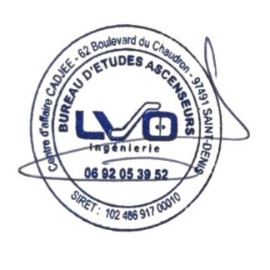 Centre d'affaire CADJEE - 62 Boulevard du Chaudron - 97491 SAINT-DENIS
BUREAU D'ETUDES ASCENSEURS
LVO
Ingénierie
06 92 05 39 52
SIRET : 102 486 917 00010